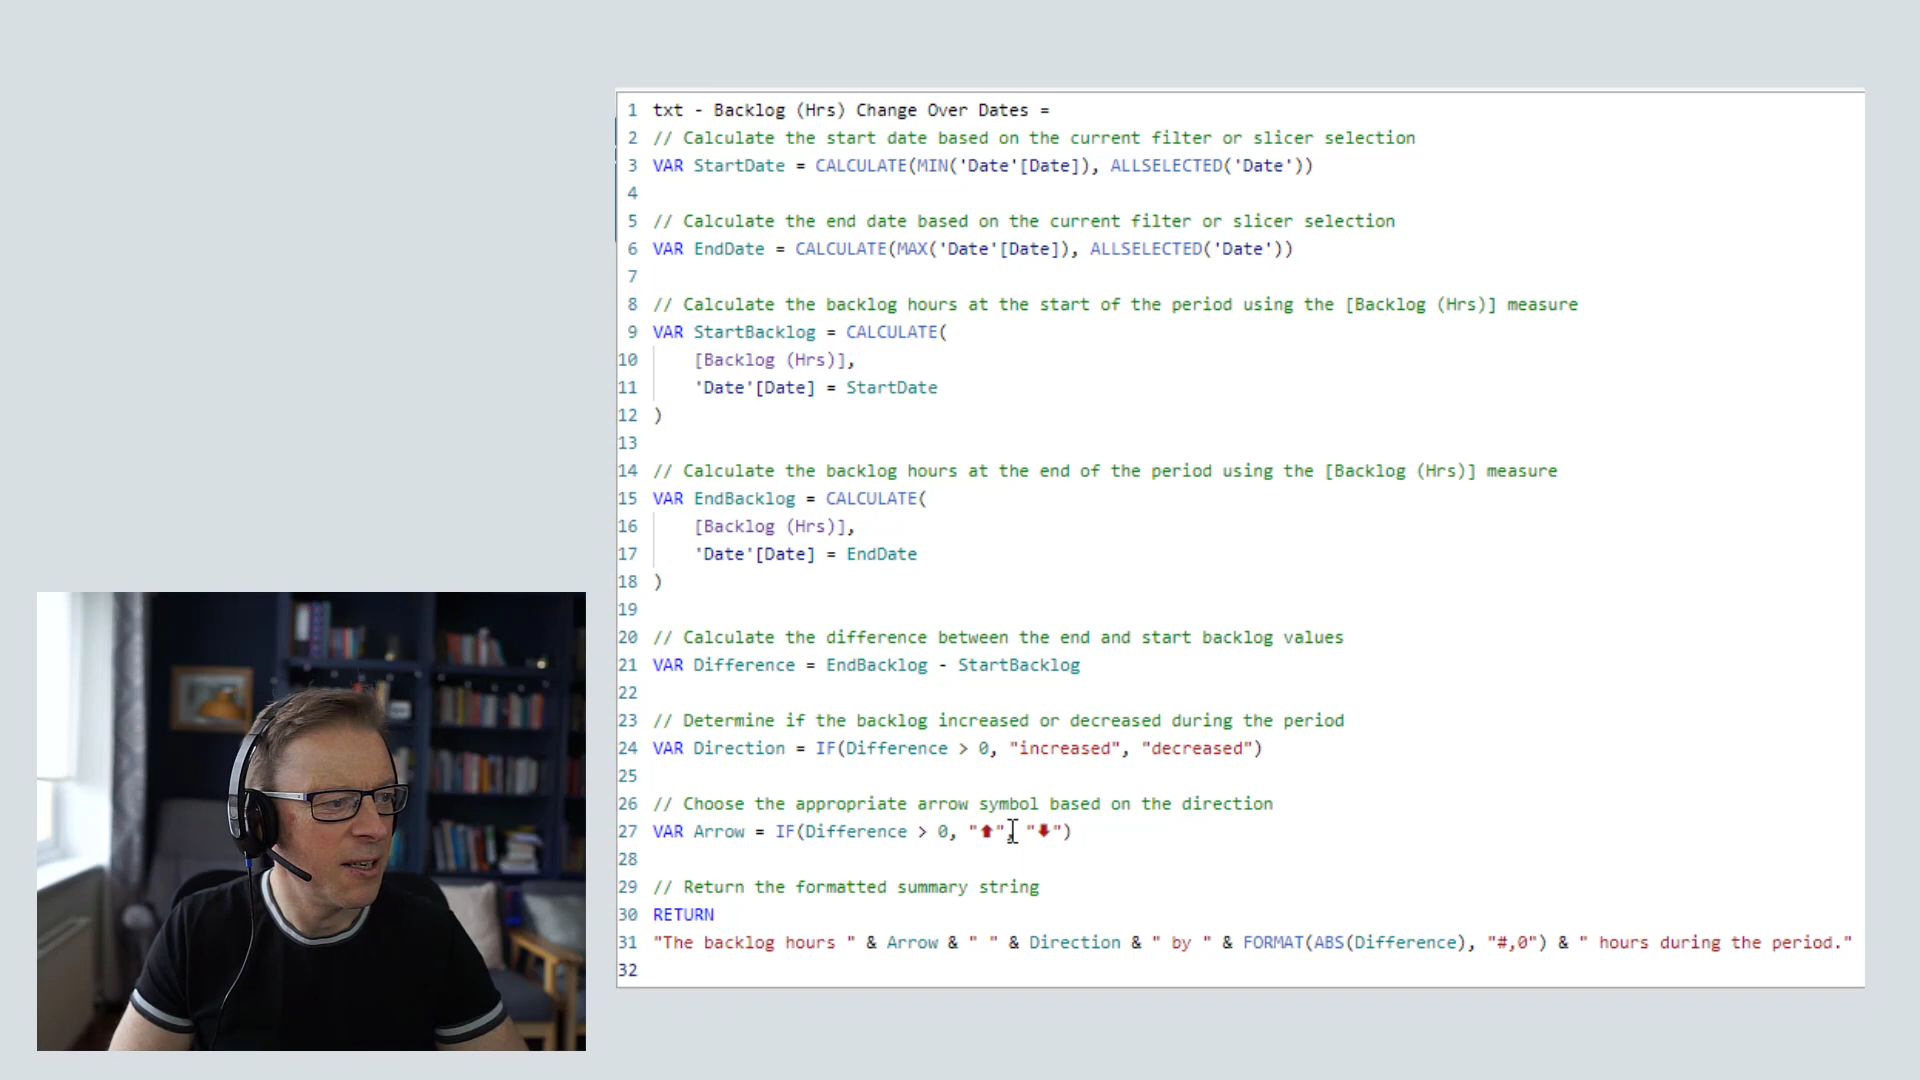 1 txt - Backlog (Hrs) Change Over Dates =
2 // Calculate the start date based on the current filter or slicer selection
3 VAR StartDate = CALCULATE(MIN('Date'[Date]), ALLSELECTED('Date'))
4
5 // Calculate the end date based on the current filter or slicer selection
6 VAR EndDate = CALCULATE(MAX('Date'[Date]), ALLSELECTED('Date'))
7
8 // Calculate the backlog hours at the start of the period using the [Backlog (Hrs)] measure
9 VAR StartBacklog = CALCULATE(
10 [Backlog (Hrs)],
11 'Date'[Date] = StartDate
12 )
13
14 // Calculate the backlog hours at the end of the period using the [Backlog (Hrs)] measure
15 VAR EndBacklog = CALCULATE(
16 [Backlog (Hrs)],
17 'Date'[Date] = EndDate
18 )
19
20 // Calculate the difference between the end and start backlog values
21 VAR Difference = EndBacklog - StartBacklog
22
23 // Determine if the backlog increased or decreased during the period
24 VAR Direction = IF(Difference > 0, "increased", "decreased")
25
26 // Choose the appropriate arrow symbol based on the direction
27 VAR Arrow = IF(Difference > 0, "⬆", "⬇")
28
29 // Return the formatted summary string
30 RETURN
31 "The backlog hours " & Arrow & " " & Direction & " by " & FORMAT(ABS(Difference), "#,0") & " hours during the period."
32